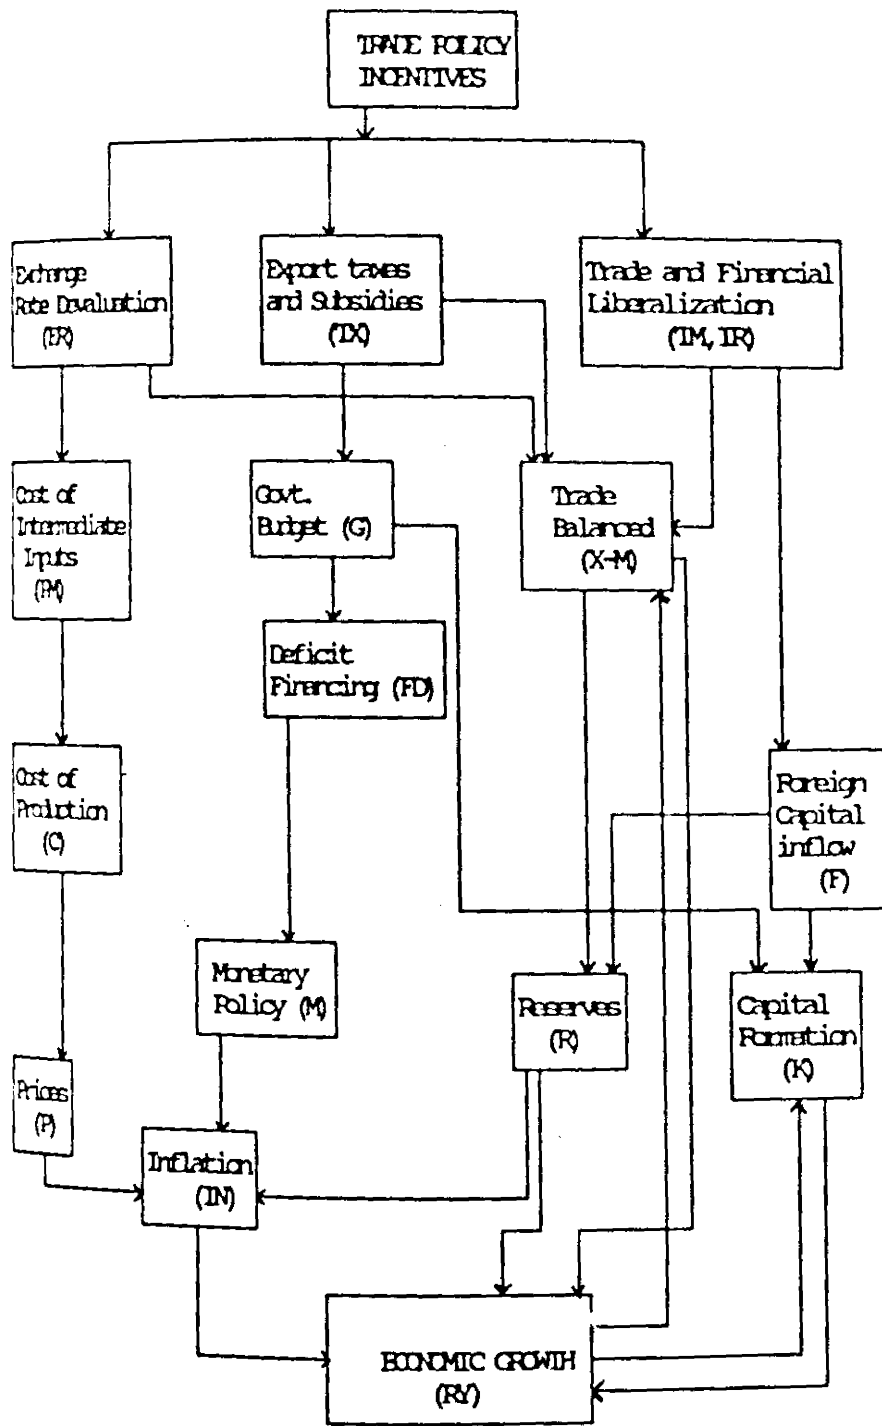 TRADE POLICY
INCENTIVES
Exchange
Rate Devaluation
(ER)
Export taxes
and Subsidies
(TX)
Trade and Financial
Liberalization
(TM, IR)
Cost of
Intermediate
Inputs
(PM)
Govt.
Budget (G)
Trade
Balanced
(X-M)
Deficit
Financing (FD)
Cost of
Production
(C)
Foreign
Capital
inflow
(F)
Monetary
Policy (M)
Reserves
(R)
Capital
Formation
(K)
Prices
(P)
Inflation
(IN)
ECONOMIC GROWTH
(RY)